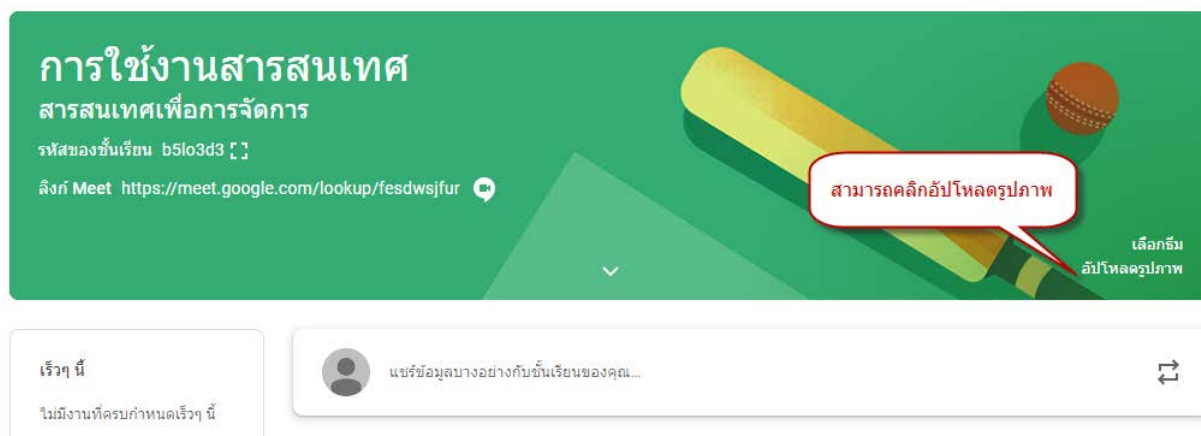 การใช้งานสารสนเทศ
สารสนเทศเพื่อการจัดการ
รหัสของชั้นเรียน b5lo3d3
ลิงก์ Meet https://meet.google.com/lookup/fesdwsjfur
สามารถคลิกอัปโหลดรูปภาพ
เลือกธีม
อัปโหลดรูปภาพ
เร็วๆ นี้
ไม่มีงานที่ครบกำหนดเร็วๆ นี้
แชร์ข้อมูลบางอย่างกับชั้นเรียนของคุณ...